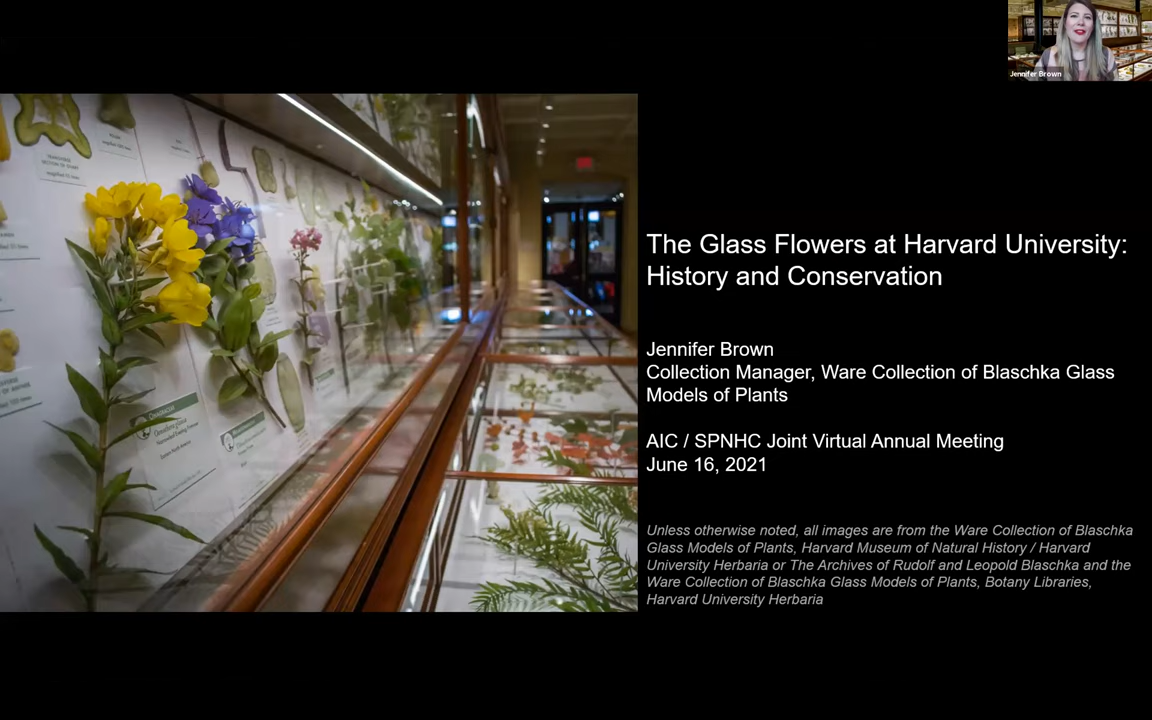 Jennifer Brown
The Glass Flowers at Harvard University:
History and Conservation
Jennifer Brown
Collection Manager, Ware Collection of Blaschka Glass
Models of Plants
AIC / SPNHC Joint Virtual Annual Meeting
June 16, 2021
Unless otherwise noted, all images are from the Ware Collection of Blaschka
Glass Models of Plants, Harvard Museum of Natural History / Harvard
University Herbaria or The Archives of Rudolf and Leopold Blaschka and the
Ware Collection of Blaschka Glass Models of Plants, Botany Libraries,
Harvard University Herbaria